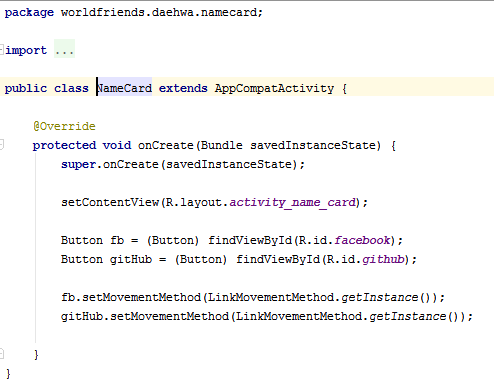 package worldfriends.daehwa.namecard;
import ...
public class NameCard extends AppCompatActivity {
@Override
protected void onCreate(Bundle savedInstanceState) {
super.onCreate(savedInstanceState);
setContentView(R.layout.activity_name_card);
Button fb = (Button) findViewById(R.id.facebook);
Button gitHub = (Button) findViewById(R.id.github);
fb.setMovementMethod(LinkMovementMethod.getInstance());
gitHub.setMovementMethod(LinkMovementMethod.getInstance());
}
}